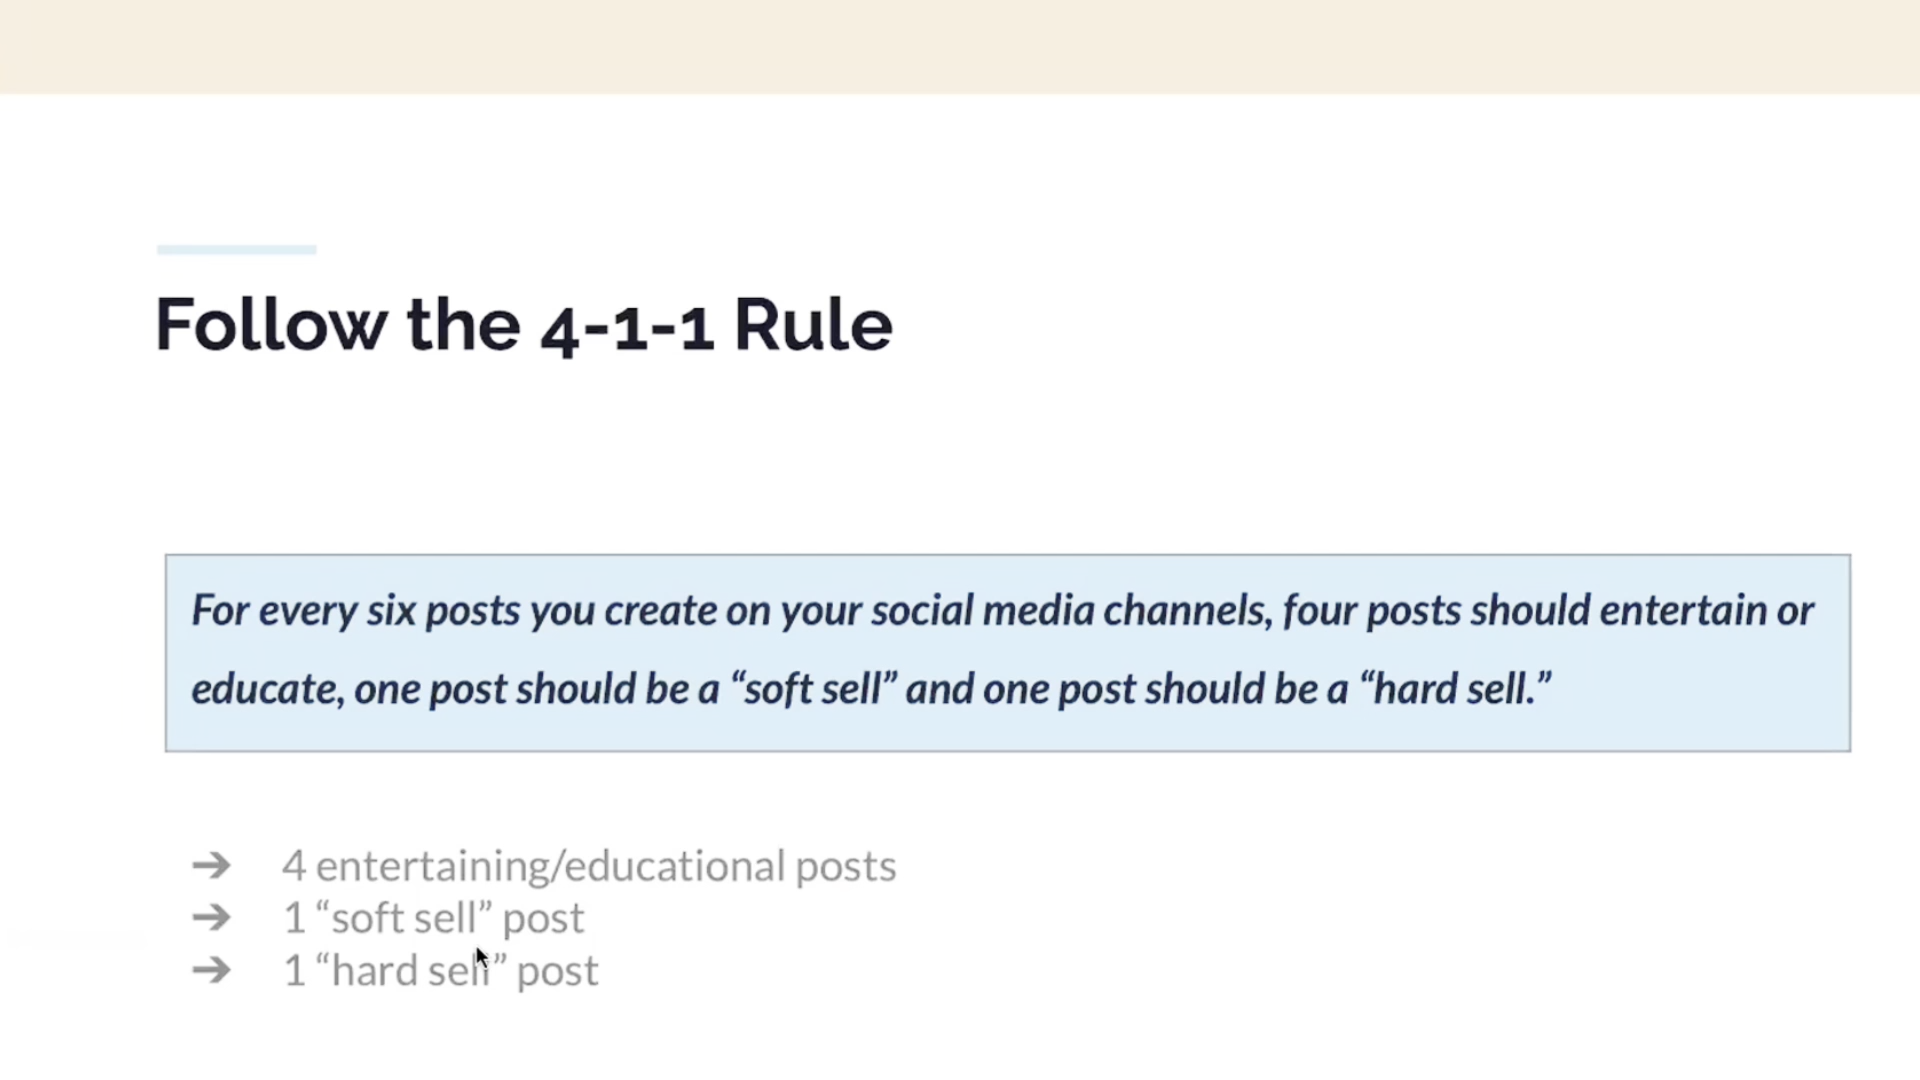 Follow the 4-1-1 Rule
For every six posts you create on your social media channels, four posts should entertain or
educate, one post should be a “soft sell” and one post should be a “hard sell.”
➔ 4 entertaining/educational posts
➔ 1 “soft sell” post
➔ 1 “hard sell” post